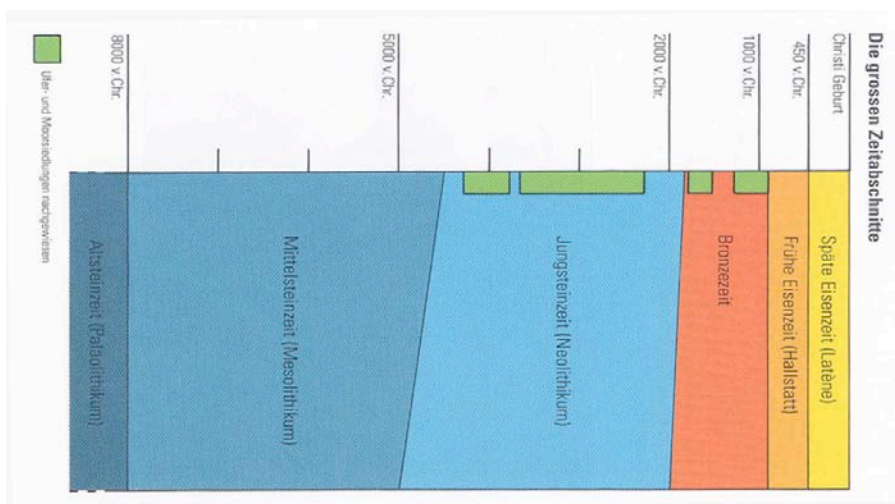 Die grossen Zeitabschnitte
Christi Geburt
450 v. Chr.
1000 v. Chr.
2000 v. Chr.
5000 v. Chr.
8000 v. Chr.
Späte Eisenzeit (Latène)
Frühe Eisenzeit (Hallstatt)
Bronzezeit
Jungsteinzeit (Neolithikum)
Mittelsteinzeit (Mesolithikum)
Altsteinzeit (Paläolithikum)
Ufer- und Moorsiedlungen nachgewiesen